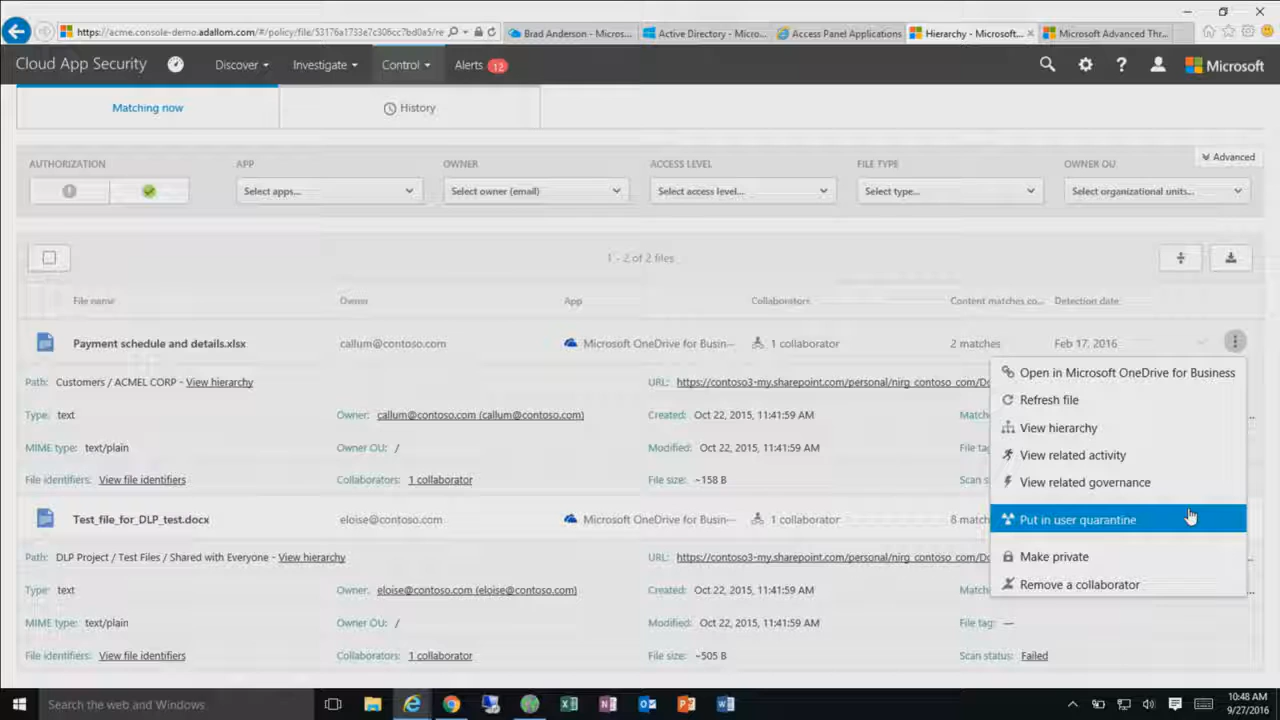 https://acme.console-demo.adallom.com/#/policy/file/53176a1733e7c306cc7bd0a5/re
Brad Anderson - Micros...
Active Directory - Micro...
Access Panel Applications
Hierarchy - Microsoft...
Microsoft Advanced Thr...
Cloud App Security
Discover
Investigate
Control
Alerts 12
Microsoft
Matching now
History
Advanced
AUTHORIZATION
APP
OWNER
ACCESS LEVEL
FILE TYPE
OWNER OU
Select apps...
Select owner (email)
Select access level...
Select type...
Select organizational units...
1 - 2 of 2 files
File name
Owner
App
Collaborators
Content matches co...
Detection date
Payment schedule and details.xlsx
callum@contoso.com
Microsoft OneDrive for Busin—
1 collaborator
2 matches
Feb 17, 2016
Path: Customers / ACMEL CORP - View hierarchy
URL: https://contoso3-my.sharepoint.com/personal/nirg_contoso_com/Do
Type: text
Owner: callum@contoso.com (callum@contoso.com)
Created: Oct 22, 2015, 11:41:59 AM
Match
MIME type: text/plain
Owner OU: /
Modified: Oct 22, 2015, 11:41:59 AM
File tag
File identifiers: View file identifiers
Collaborators: 1 collaborator
File size: ~158 B
Scan s
Open in Microsoft OneDrive for Business
Refresh file
View hierarchy
View related activity
View related governance
Put in user quarantine
Make private
Remove a collaborator
Test_file_for_DLP_test.docx
eloise@contoso.com
Microsoft OneDrive for Busin—
1 collaborator
8 match
Path: DLP Project / Test Files / Shared with Everyone - View hierarchy
URL: https://contoso3-my.sharepoint.com/personal/nirg_contoso_com/Do
Type: text
Owner: eloise@contoso.com (eloise@contoso.com)
Created: Oct 22, 2015, 11:41:59 AM
Match
MIME type: text/plain
Owner OU: /
Modified: Oct 22, 2015, 11:41:59 AM
File tag: —
File identifiers: View file identifiers
Collaborators: 1 collaborator
File size: ~505 B
Scan status: Failed
Search the web and Windows
10:48 AM
9/27/2016